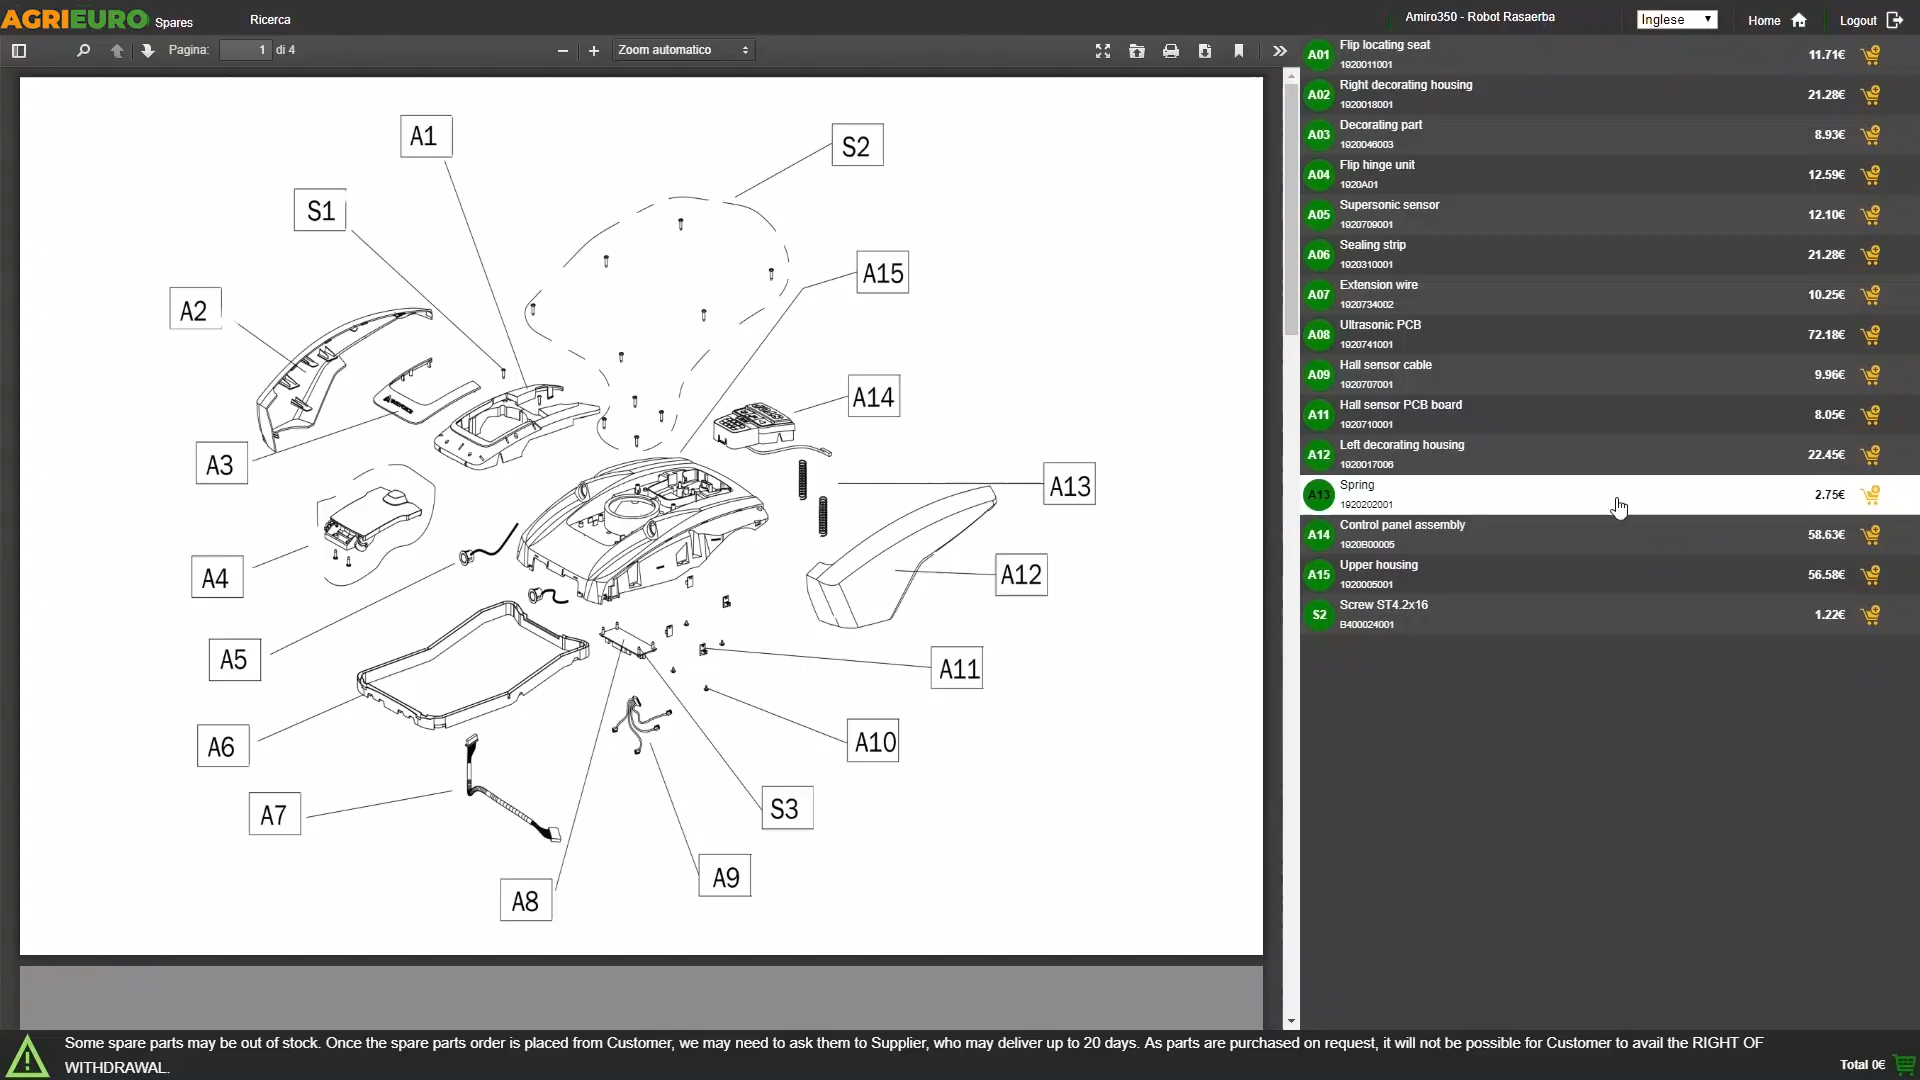 AGRIEURO Spares
Ricerca
Amiro350 - Robot Rasaerba
Inglese
Home
Logout
Pagina: 1 di 4
Zoom automatico
A1
S2
S1
A15
A2
A14
A3
A13
A4
A12
A5
A11
A6
A10
A7
S3
A9
A8
A01 Flip locating seat 11.71€
1920011001
A02 Right decorating housing 21.28€
1920018001
A03 Decorating part 8.93€
1920046003
A04 Flip hinge unit 12.59€
1920A01
A05 Supersonic sensor 12.10€
1920709001
A06 Sealing strip 21.28€
1920310001
A07 Extension wire 10.25€
1920734002
A08 Ultrasonic PCB 72.18€
1920741001
A09 Hall sensor cable 9.96€
1920707001
A11 Hall sensor PCB board 8.05€
1920710001
A12 Left decorating housing 22.45€
1920017006
A13 Spring 2.75€
1920202001
A14 Control panel assembly 58.63€
1920B00005
A15 Upper housing 56.58€
1920005001
S2 Screw ST4.2x16 1.22€
B400024001
Some spare parts may be out of stock. Once the spare parts order is placed from Customer, we may need to ask them to Supplier, who may deliver up to 20 days. As parts are purchased on request, it will not be possible for Customer to avail the RIGHT OF
WITHDRAWAL.
Total 0€